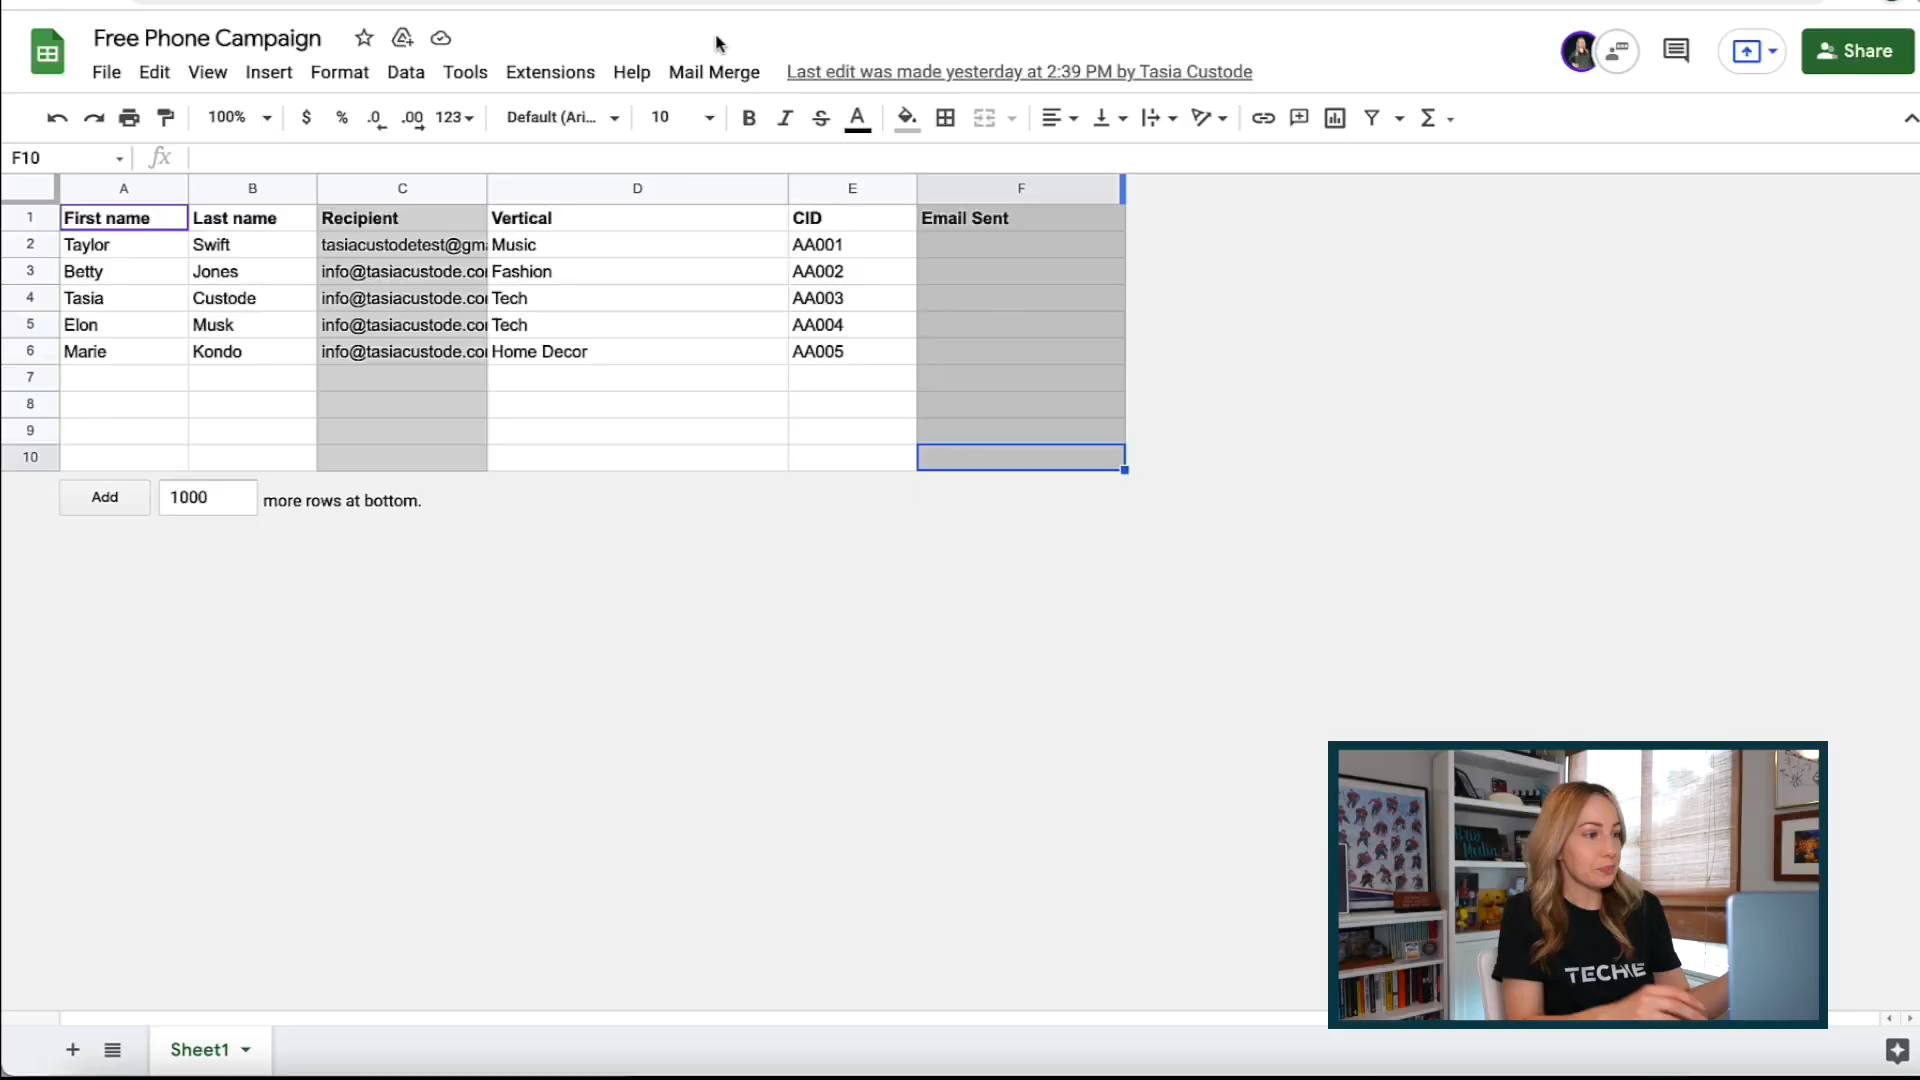 Free Phone Campaign
File Edit View Insert Format Data Tools Extensions Help Mail Merge Last edit was made yesterday at 2:39 PM by Tasia Custode
Share
100% $ % .0 .00 123 Default (Ari... 10 B I S A Σ
F10 fx
A B C D E F
1 First name Last name Recipient Vertical CID Email Sent
2 Taylor Swift tasiacustodetest@gm Music AA001
3 Betty Jones info@tasiacustode.co Fashion AA002
4 Tasia Custode info@tasiacustode.co Tech AA003
5 Elon Musk info@tasiacustode.co Tech AA004
6 Marie Kondo info@tasiacustode.co Home Decor AA005
7
8
9
10
Add 1000 more rows at bottom.
Media
TECHIE
Sheet1